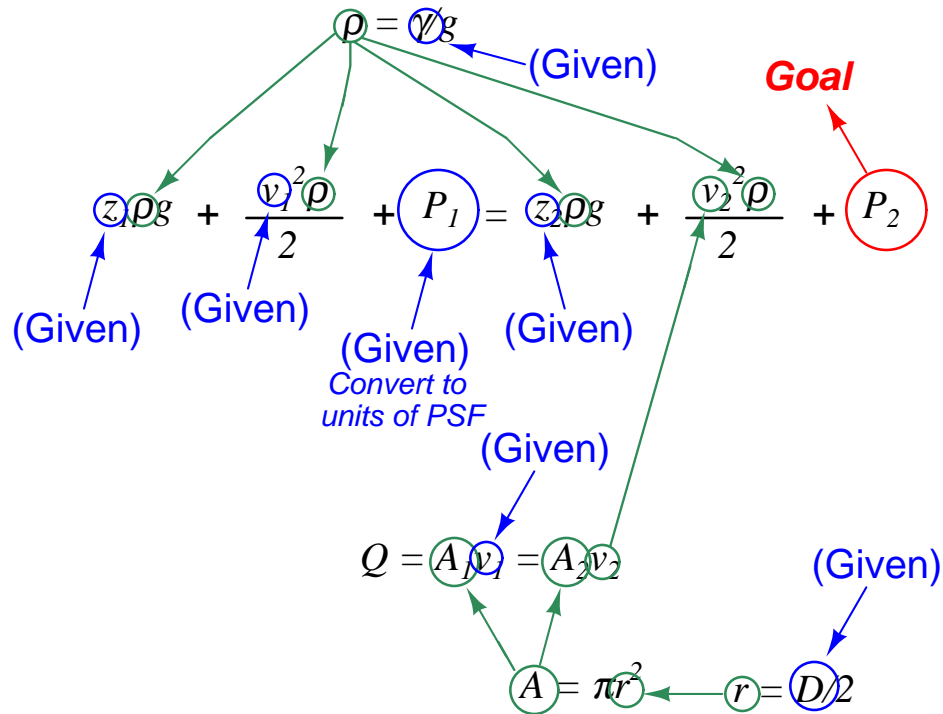 ρ = γ/g
(Given)
Goal
z₁ρg + v₁²ρ/2 + P₁ = z₂ρg + v₂²ρ/2 + P₂
(Given)
(Given)
(Given)
Convert to
units of PSF
(Given)
(Given)
Q = A₁v₁ = A₂v₂
(Given)
A = πr²
r = D/2